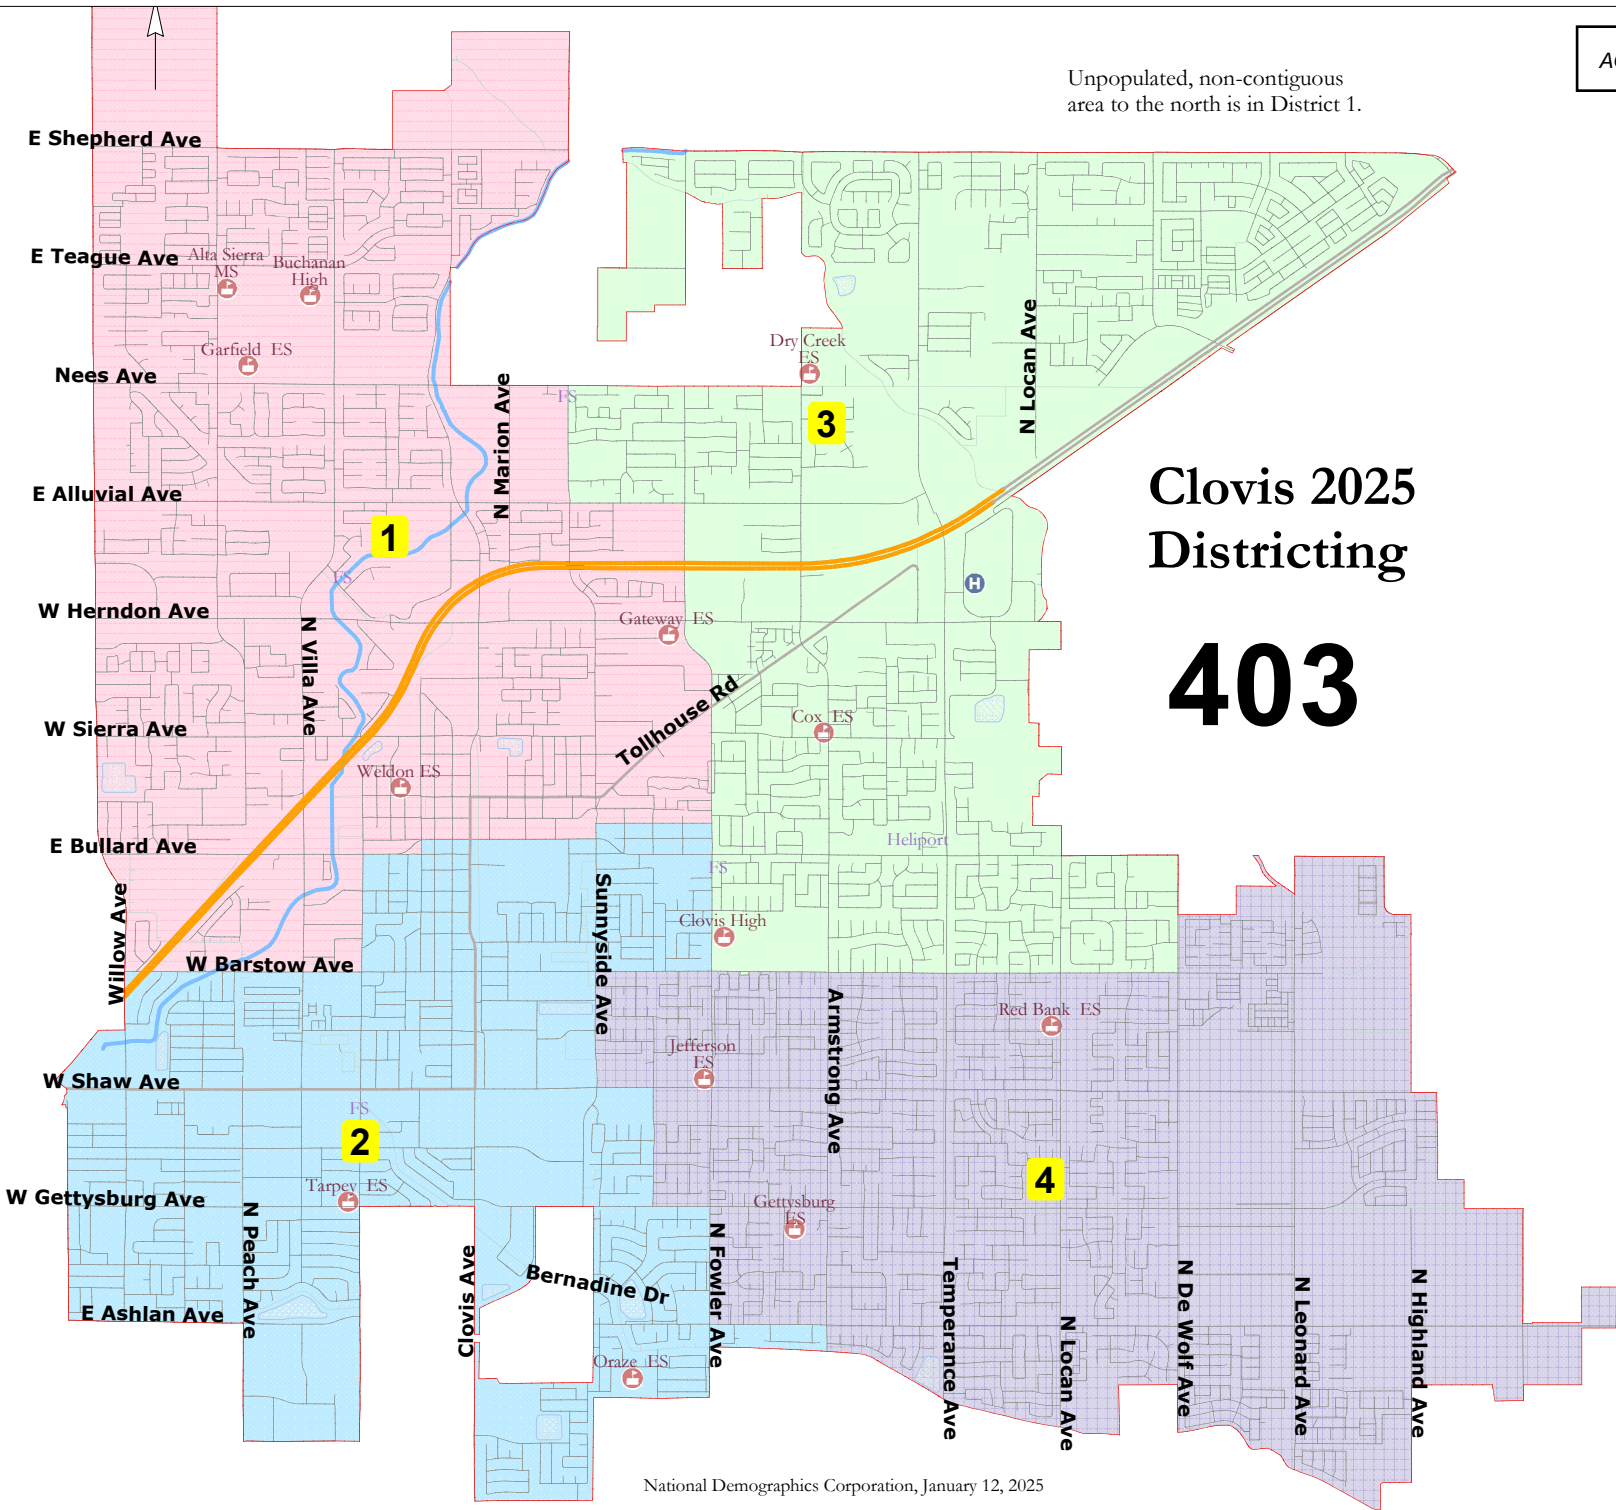 Unpopulated, non-contiguous
area to the north is in District 1.
E Shepherd Ave
E Teague Ave
Alta Sierra
MS
Buchanan
High
Garfield ES
Nees Ave
N Marion Ave
FS
Dry Creek
ES
3
N Locan Ave
E Alluvial Ave
1
FS
Clovis 2025
Districting
403
H
W Herndon Ave
N Villa Ave
Gateway ES
Tollhouse Rd
Cox ES
W Sierra Ave
Weldon ES
E Bullard Ave
Heliport
FS
Willow Ave
Sunnyside Ave
Clovis High
W Barstow Ave
Armstrong Ave
Red Bank ES
Jefferson
ES
W Shaw Ave
FS
2
4
Tarpey ES
W Gettysburg Ave
Gettysburg
ES
N Peach Ave
Clovis Ave
Bernadine Dr
N Fowler Ave
Temperance Ave
N Locan Ave
N De Wolf Ave
N Leonard Ave
N Highland Ave
E Ashlan Ave
Oraze ES
National Demographics Corporation, January 12, 2025